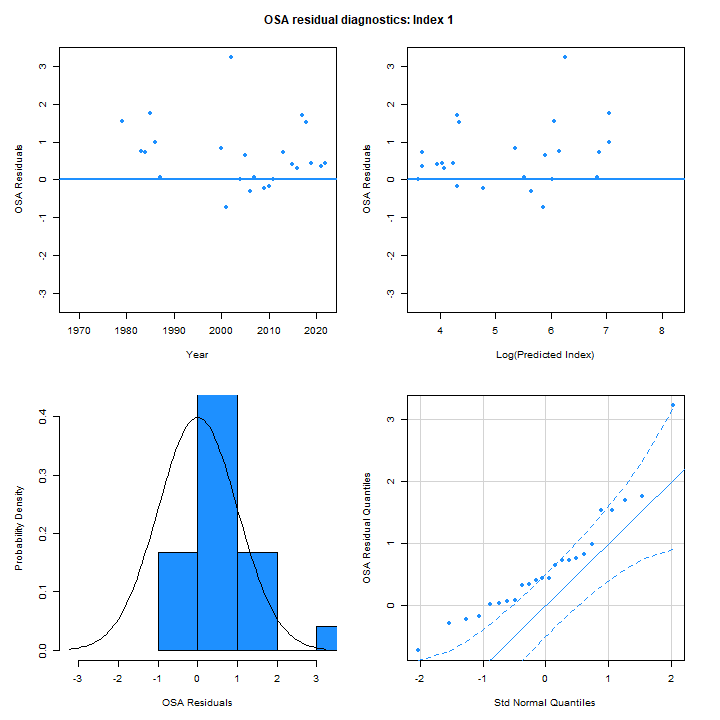 OSA residual diagnostics: Index 1
OSA Residuals
3
2
1
0
-1
-2
-3
1970 1980 1990 2000 2010 2020
Year
OSA Residuals
3
2
1
0
-1
-2
-3
4 5 6 7 8
Log(Predicted Index)
Probability Density
0.4
0.3
0.2
0.1
0.0
-3 -2 -1 0 1 2 3
OSA Residuals
OSA Residual Quantiles
3
2
1
0
-2 -1 0 1 2
Std Normal Quantiles